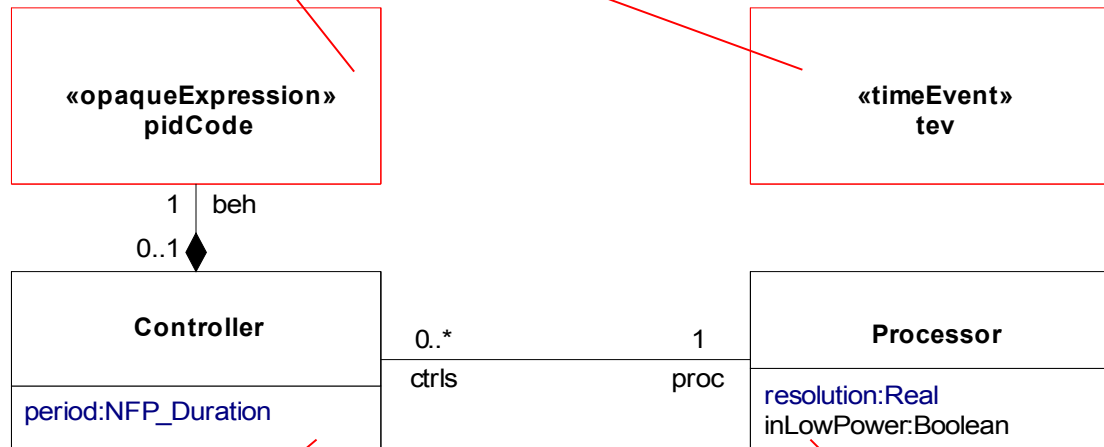 «opaqueExpression»
pidCode
«timeEvent»
tev
1 beh
0..1
Controller
0..* 1
ctrls proc
Processor
period:NFP_Duration
resolution:Real
inLowPower:Boolean